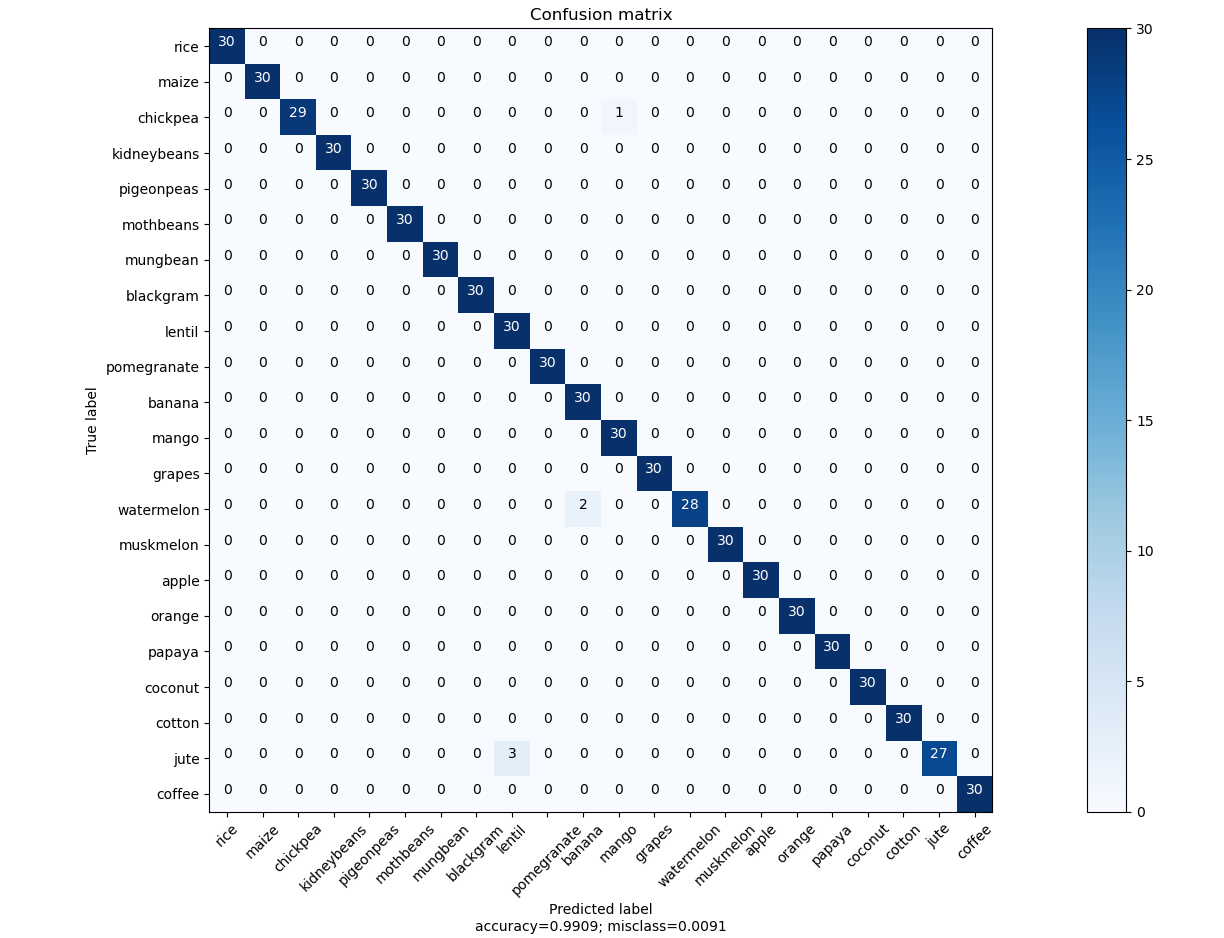 Confusion matrix
rice 30 0 0 0 0 0 0 0 0 0 0 0 0 0 0 0 0 0 0 0 0 0
maize 0 30 0 0 0 0 0 0 0 0 0 0 0 0 0 0 0 0 0 0 0 0
chickpea 0 0 29 0 0 0 0 0 0 0 0 1 0 0 0 0 0 0 0 0 0 0
kidneybeans 0 0 0 30 0 0 0 0 0 0 0 0 0 0 0 0 0 0 0 0 0 0
pigeonpeas 0 0 0 0 30 0 0 0 0 0 0 0 0 0 0 0 0 0 0 0 0 0
mothbeans 0 0 0 0 0 30 0 0 0 0 0 0 0 0 0 0 0 0 0 0 0 0
mungbean 0 0 0 0 0 0 30 0 0 0 0 0 0 0 0 0 0 0 0 0 0 0
blackgram 0 0 0 0 0 0 0 30 0 0 0 0 0 0 0 0 0 0 0 0 0 0
lentil 0 0 0 0 0 0 0 0 30 0 0 0 0 0 0 0 0 0 0 0 0 0
pomegranate 0 0 0 0 0 0 0 0 0 30 0 0 0 0 0 0 0 0 0 0 0 0
banana 0 0 0 0 0 0 0 0 0 0 30 0 0 0 0 0 0 0 0 0 0 0
mango 0 0 0 0 0 0 0 0 0 0 0 30 0 0 0 0 0 0 0 0 0 0
grapes 0 0 0 0 0 0 0 0 0 0 0 0 30 0 0 0 0 0 0 0 0 0
watermelon 0 0 0 0 0 0 0 0 0 0 2 0 0 28 0 0 0 0 0 0 0 0
muskmelon 0 0 0 0 0 0 0 0 0 0 0 0 0 0 30 0 0 0 0 0 0 0
apple 0 0 0 0 0 0 0 0 0 0 0 0 0 0 0 30 0 0 0 0 0 0
orange 0 0 0 0 0 0 0 0 0 0 0 0 0 0 0 0 30 0 0 0 0 0
papaya 0 0 0 0 0 0 0 0 0 0 0 0 0 0 0 0 0 30 0 0 0 0
coconut 0 0 0 0 0 0 0 0 0 0 0 0 0 0 0 0 0 0 30 0 0 0
cotton 0 0 0 0 0 0 0 0 0 0 0 0 0 0 0 0 0 0 0 30 0 0
jute 0 0 0 0 0 0 0 0 3 0 0 0 0 0 0 0 0 0 0 0 27 0
coffee 0 0 0 0 0 0 0 0 0 0 0 0 0 0 0 0 0 0 0 0 0 30
True label
rice maize chickpea kidneybeans pigeonpeas mothbeans mungbean blackgram lentil pomegranate banana mango grapes watermelon muskmelon apple orange papaya coconut cotton jute coffee
Predicted label
accuracy=0.9909; misclass=0.0091
30
25
20
15
10
5
0